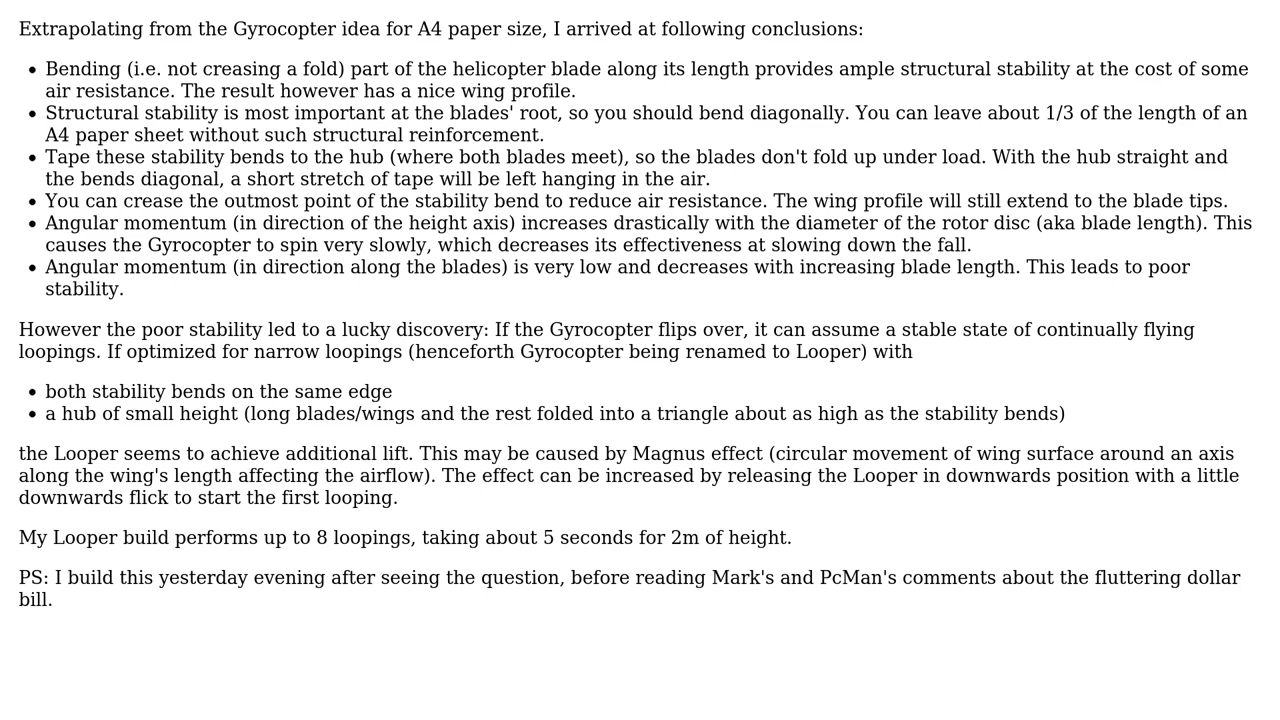 Extrapolating from the Gyrocopter idea for A4 paper size, I arrived at following conclusions:
• Bending (i.e. not creasing a fold) part of the helicopter blade along its length provides ample structural stability at the cost of some
air resistance. The result however has a nice wing profile.
• Structural stability is most important at the blades' root, so you should bend diagonally. You can leave about 1/3 of the length of an
A4 paper sheet without such structural reinforcement.
• Tape these stability bends to the hub (where both blades meet), so the blades don't fold up under load. With the hub straight and
the bends diagonal, a short stretch of tape will be left hanging in the air.
• You can crease the outmost point of the stability bend to reduce air resistance. The wing profile will still extend to the blade tips.
• Angular momentum (in direction of the height axis) increases drastically with the diameter of the rotor disc (aka blade length). This
causes the Gyrocopter to spin very slowly, which decreases its effectiveness at slowing down the fall.
• Angular momentum (in direction along the blades) is very low and decreases with increasing blade length. This leads to poor
stability.
However the poor stability led to a lucky discovery: If the Gyrocopter flips over, it can assume a stable state of continually flying
loopings. If optimized for narrow loopings (henceforth Gyrocopter being renamed to Looper) with
• both stability bends on the same edge
• a hub of small height (long blades/wings and the rest folded into a triangle about as high as the stability bends)
the Looper seems to achieve additional lift. This may be caused by Magnus effect (circular movement of wing surface around an axis
along the wing's length affecting the airflow). The effect can be increased by releasing the Looper in downwards position with a little
downwards flick to start the first looping.
My Looper build performs up to 8 loopings, taking about 5 seconds for 2m of height.
PS: I build this yesterday evening after seeing the question, before reading Mark's and PcMan's comments about the fluttering dollar
bill.